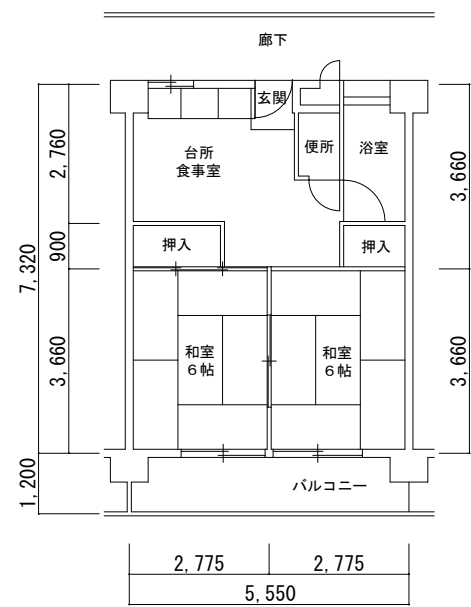 廊下
玄関
台所
食事室
便所
浴室
押入
押入
和室
6帖
和室
6帖
バルコニー
2,760
900
3,660
7,320
1,200
3,660
3,660
2,775
2,775
5,550